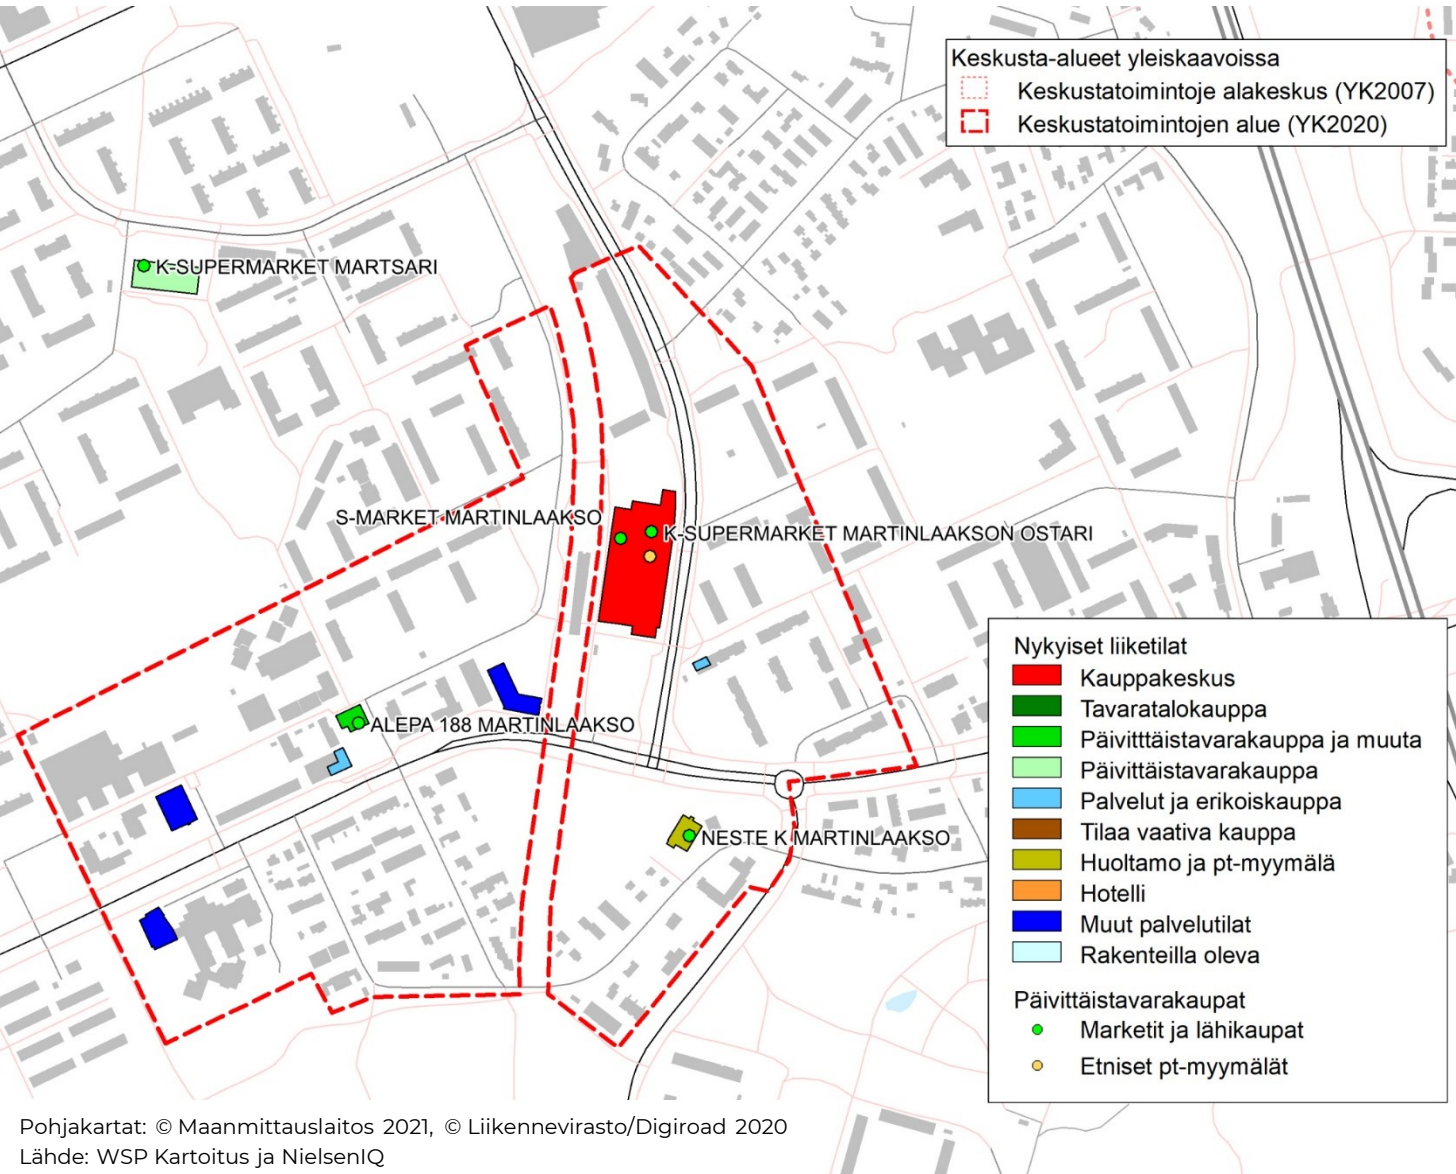 Keskusta-alueet yleiskaavoissa
Keskustatoimintoje alakeskus (YK2007)
Keskustatoimintojen alue (YK2020)
K-SUPERMARKET MARTSARI
S-MARKET MARTINLAAKSO
K-SUPERMARKET MARTINLAAKSON OSTARI
ALEPA 188 MARTINLAAKSO
NESTE K MARTINLAAKSO
Nykyiset liiketilat
Kauppakeskus
Tavaratalokauppa
Päivitttäistavarakauppa ja muuta
Päivittäistavarakauppa
Palvelut ja erikoiskauppa
Tilaa vaativa kauppa
Huoltamo ja pt-myymälä
Hotelli
Muut palvelutilat
Rakenteilla oleva
Päivittäistavarakaupat
Marketit ja lähikaupat
Etniset pt-myymälät
Pohjakartat: © Maanmittauslaitos 2021, © Liikennevirasto/Digiroad 2020
Lähde: WSP Kartoitus ja NielsenIQ